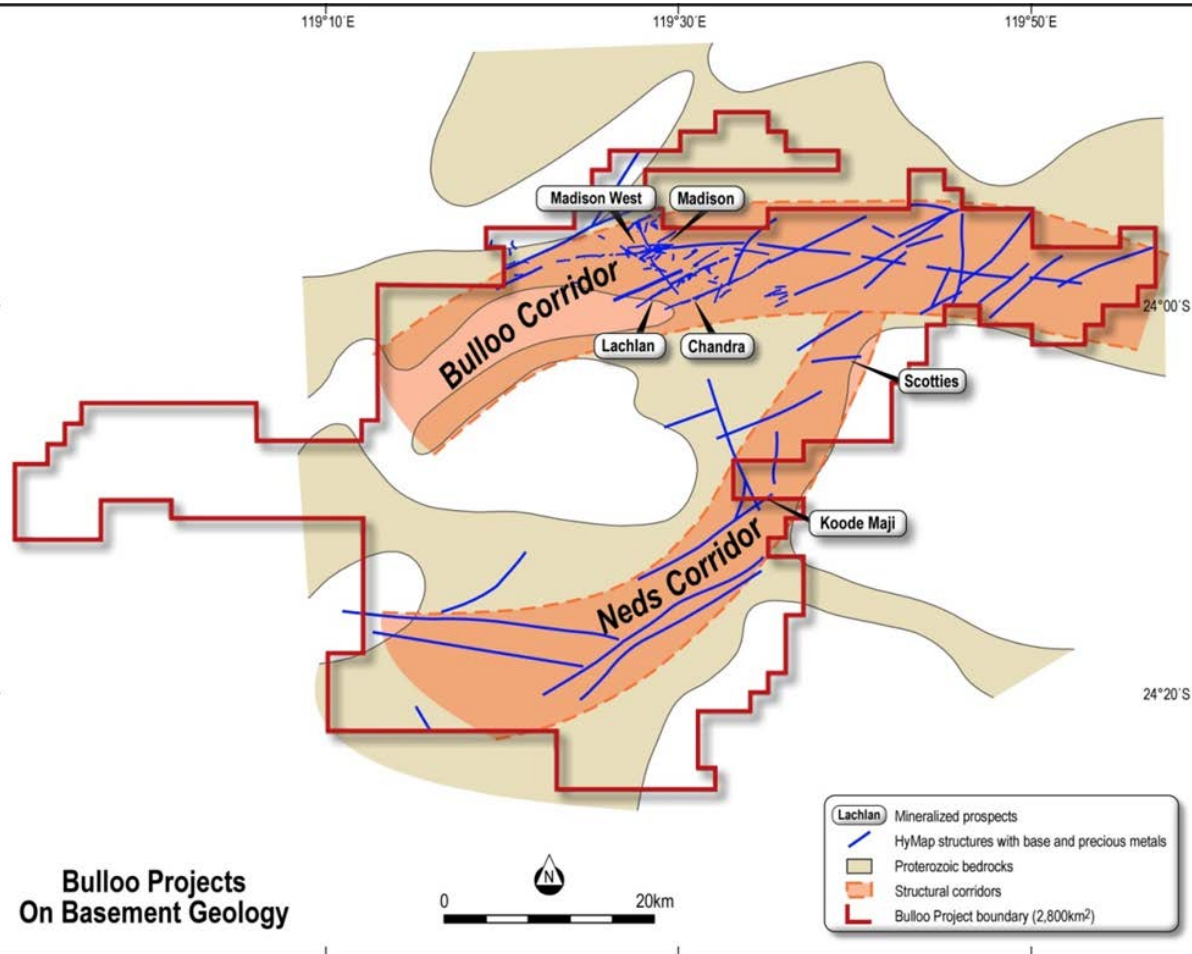 119°10´E
119°30´E
119°50´E
Madison West
Madison
Bulloo Corridor
24°00´S
Lachlan
Chandra
Scotties
Koode Maji
Neds Corridor
24°20´S
Lachlan Mineralized prospects
HyMap structures with base and precious metals
Proterozoic bedrocks
Structural corridors
Bulloo Project boundary (2,800km²)
N
0 20km
Bulloo Projects
On Basement Geology